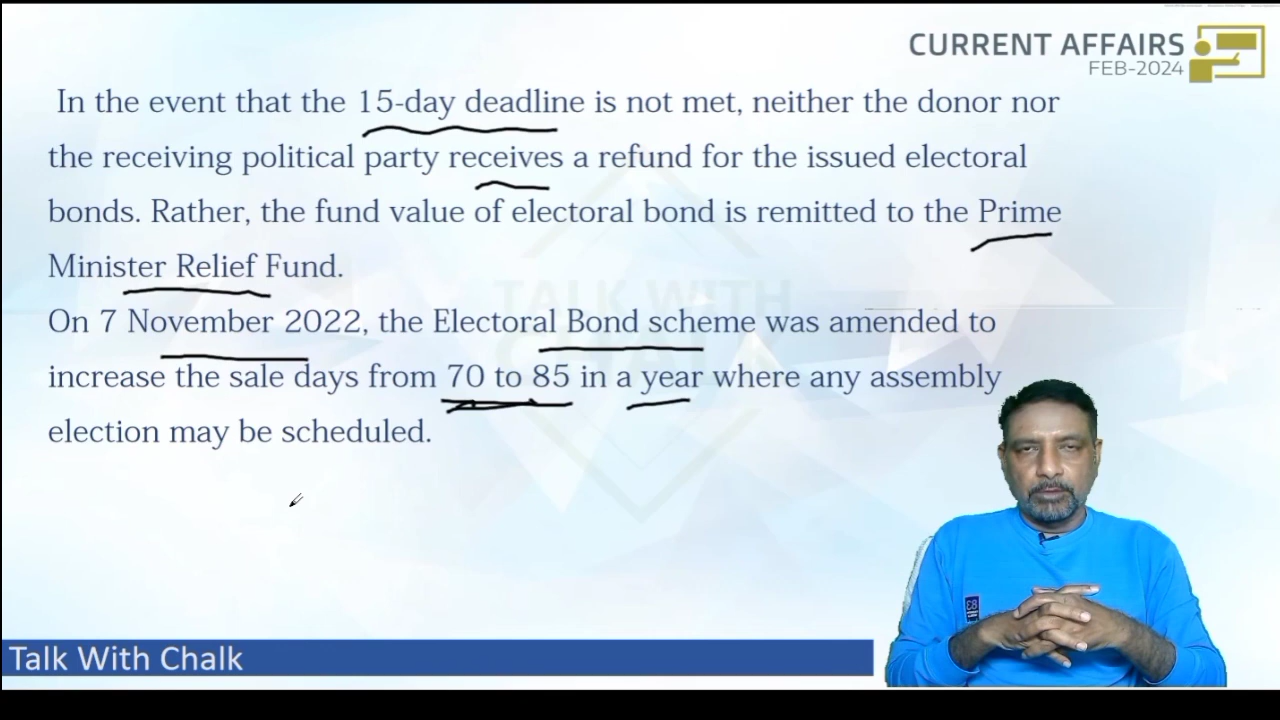 CURRENT AFFAIRS
FEB-2024
In the event that the 15-day deadline is not met, neither the donor nor
the receiving political party receives a refund for the issued electoral
bonds. Rather, the fund value of electoral bond is remitted to the Prime
Minister Relief Fund.
On 7 November 2022, the Electoral Bond scheme was amended to
increase the sale days from 70 to 85 in a year where any assembly
election may be scheduled.
TALK WITH
CHALK
Talk With Chalk